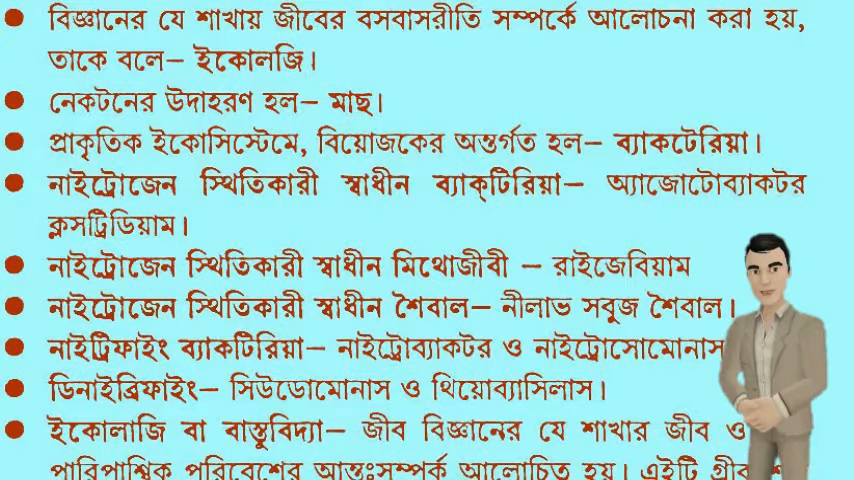 ● বিজ্ঞানের যে শাখায় জীবের বসবাসরীতি সম্পর্কে আলোচনা করা হয়,
তাকে বলে– ইকোলজি।
● নেকটনের উদাহরণ হল– মাছ।
● প্রাকৃতিক ইকোসিস্টেমে, বিয়োজকের অন্তর্গত হল– ব্যাকটেরিয়া।
● নাইট্রোজেন স্থিতিকারী স্বাধীন ব্যাক্‌টিরিয়া– অ্যাজোটোব্যাকটর
ক্লসট্রিডিয়াম।
● নাইট্রোজেন স্থিতিকারী স্বাধীন মিথোজীবী – রাইজেবিয়াম
● নাইট্রোজেন স্থিতিকারী স্বাধীন শৈবাল– নীলাভ সবুজ শৈবাল।
● নাইট্রিফাইং ব্যাকটিরিয়া– নাইট্রোব্যাকটর ও নাইট্রোসোমোনাস
● ডিনাইব্রিফাইং– সিউডোমোনাস ও থিয়োব্যাসিলাস।
● ইকোলাজি বা বাস্তুবিদ্যা– জীব বিজ্ঞানের যে শাখার জীব ও
পারিপাশ্বিক পরিবেশের আন্তঃসম্পর্ক আলোচিত হয়। এইটি